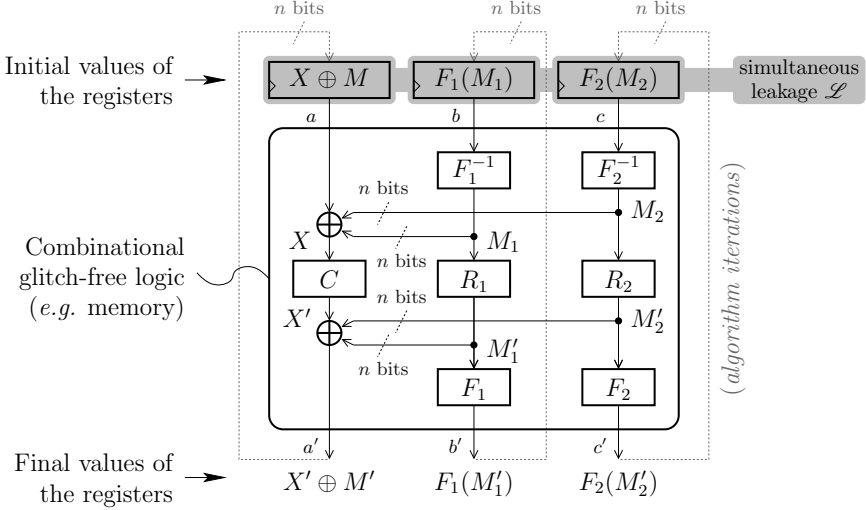 n bits n bits n bits
Initial values of
the registers
X ⊕ M F₁(M₁) F₂(M₂)
simultaneous
leakage ℒ
a b c
F₁⁻¹ F₂⁻¹
n bits
M₂
X M₁
n bits
Combinational
glitch-free logic
(e.g. memory)
C R₁ R₂
n bits
X′ M′₂
M′₁
n bits
F₁ F₂
(algorithm iterations)
a′ b′ c′
Final values of
the registers
X′ ⊕ M′ F₁(M′₁) F₂(M′₂)